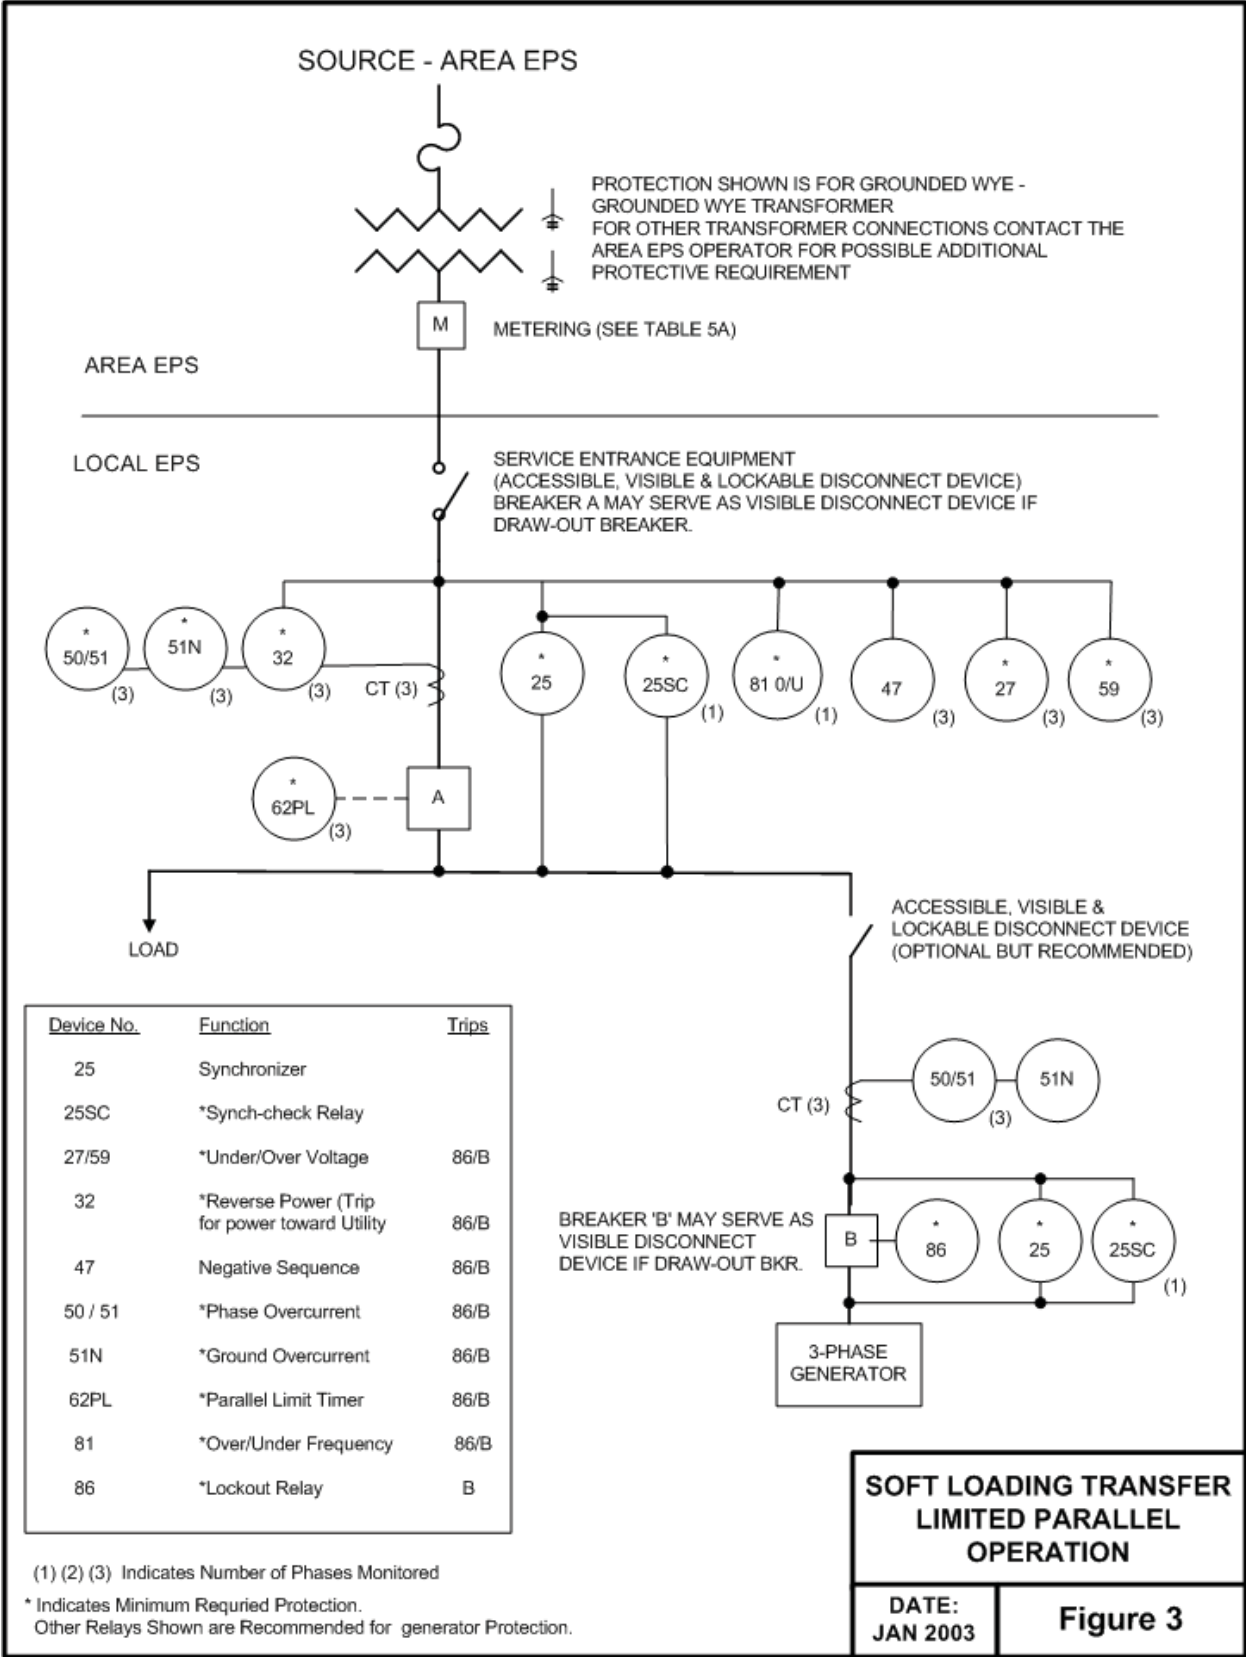 SOURCE - AREA EPS
PROTECTION SHOWN IS FOR GROUNDED WYE -
GROUNDED WYE TRANSFORMER
FOR OTHER TRANSFORMER CONNECTIONS CONTACT THE
AREA EPS OPERATOR FOR POSSIBLE ADDITIONAL
PROTECTIVE REQUIREMENT
M
METERING (SEE TABLE 5A)
AREA EPS
LOCAL EPS
SERVICE ENTRANCE EQUIPMENT
(ACCESSIBLE, VISIBLE & LOCKABLE DISCONNECT DEVICE)
BREAKER A MAY SERVE AS VISIBLE DISCONNECT DEVICE IF
DRAW-OUT BREAKER.
* 50/51 (3)
* 51N (3)
* 32 (3)
CT (3)
* 25
* 25SC (1)
* 81 0/U (1)
47 (3)
* 27 (3)
* 59 (3)
* 62PL (3)
A
LOAD
ACCESSIBLE, VISIBLE &
LOCKABLE DISCONNECT DEVICE
(OPTIONAL BUT RECOMMENDED)
CT (3)
50/51 (3)
51N
BREAKER 'B' MAY SERVE AS
VISIBLE DISCONNECT
DEVICE IF DRAW-OUT BKR.
B
* 86
* 25
* 25SC (1)
3-PHASE
GENERATOR
Device No. Function Trips
25 Synchronizer
25SC *Synch-check Relay
27/59 *Under/Over Voltage 86/B
32 *Reverse Power (Trip
for power toward Utility 86/B
47 Negative Sequence 86/B
50 / 51 *Phase Overcurrent 86/B
51N *Ground Overcurrent 86/B
62PL *Parallel Limit Timer 86/B
81 *Over/Under Frequency 86/B
86 *Lockout Relay B
(1) (2) (3) Indicates Number of Phases Monitored
* Indicates Minimum Requried Protection.
Other Relays Shown are Recommended for generator Protection.
SOFT LOADING TRANSFER
LIMITED PARALLEL
OPERATION
DATE:
JAN 2003
Figure 3